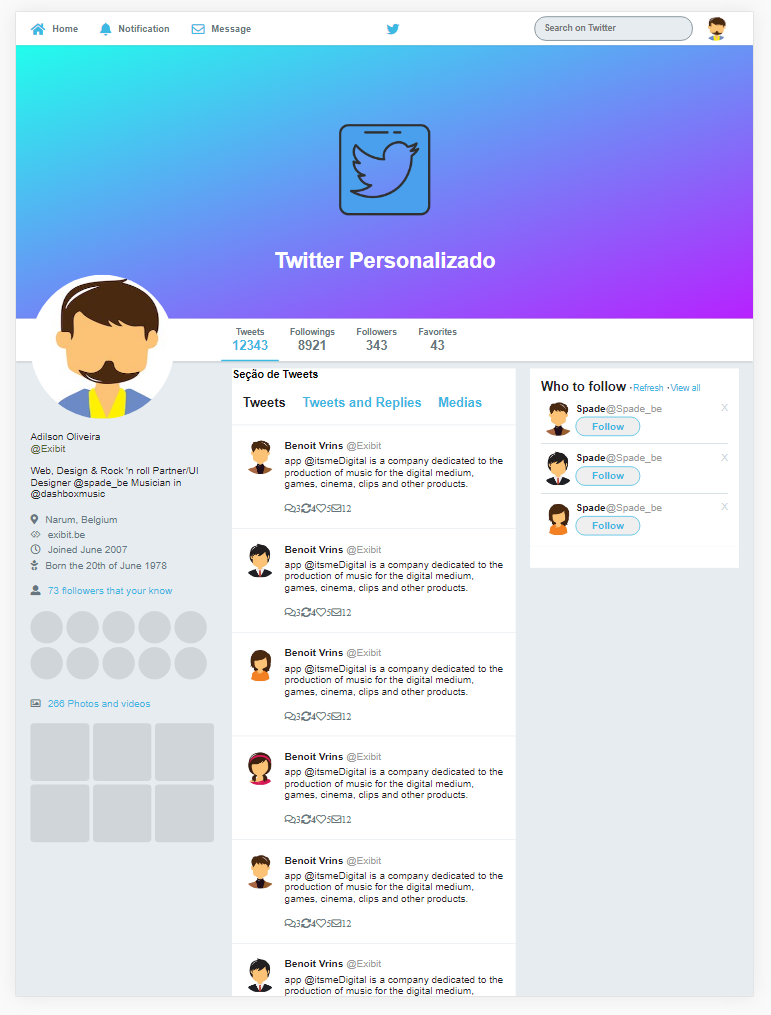 Home Notification Message Search on Twitter
Twitter Personalizado
Tweets Followings Followers Favorites
12343 8921 343 43
Adilson Oliveira
@Exibit
Web, Design & Rock 'n roll Partner/UI
Designer @spade_be Musician in
@dashboxmusic
Narum, Belgium
exibit.be
Joined June 2007
Born the 20th of June 1978
73 fiollowers that your know
266 Photos and videos
Seção de Tweets
Tweets Tweets and Replies Medias
Benoit Vrins @Exibit
app @itsmeDigital is a company dedicated to the
production of music for the digital medium,
games, cinema, clips and other products.
3 4 5 12
Benoit Vrins @Exibit
app @itsmeDigital is a company dedicated to the
production of music for the digital medium,
games, cinema, clips and other products.
3 4 5 12
Benoit Vrins @Exibit
app @itsmeDigital is a company dedicated to the
production of music for the digital medium,
games, cinema, clips and other products.
3 4 5 12
Benoit Vrins @Exibit
app @itsmeDigital is a company dedicated to the
production of music for the digital medium,
games, cinema, clips and other products.
3 4 5 12
Benoit Vrins @Exibit
app @itsmeDigital is a company dedicated to the
production of music for the digital medium,
games, cinema, clips and other products.
3 4 5 12
Benoit Vrins @Exibit
app @itsmeDigital is a company dedicated to the
production of music for the digital medium,
Who to follow •Refresh •View all
Spade@Spade_be X
Follow
Spade@Spade_be X
Follow
Spade@Spade_be X
Follow